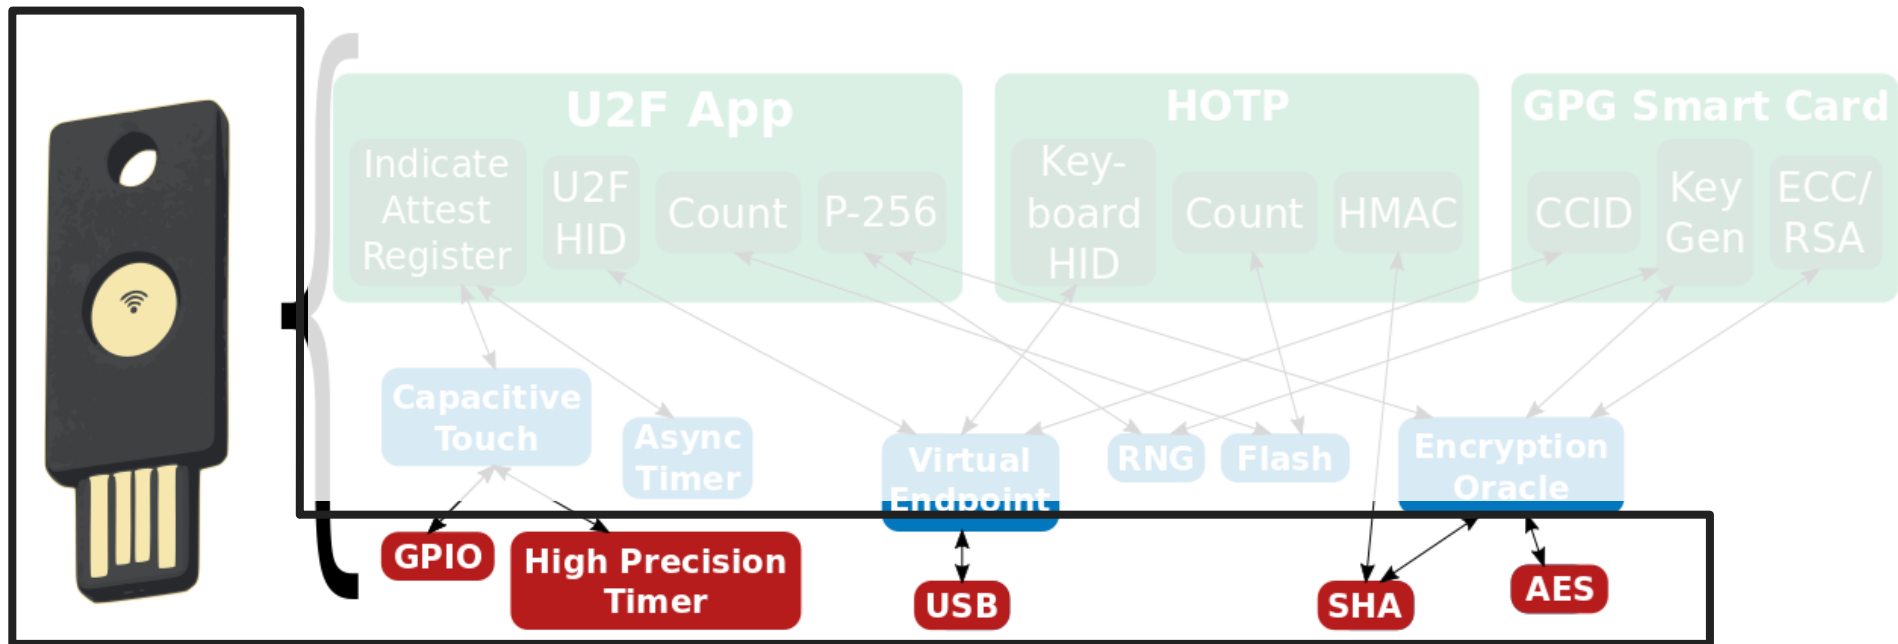 U2F App
HOTP
GPG Smart Card
Indicate
Attest
Register
U2F
HID
Count
P-256
Key-
board
HID
Count
HMAC
CCID
Key
Gen
ECC/
RSA
Capacitive
Touch
Async
Timer
Virtual
Endpoint
RNG
Flash
Encryption
Oracle
GPIO
High Precision
Timer
USB
SHA
AES